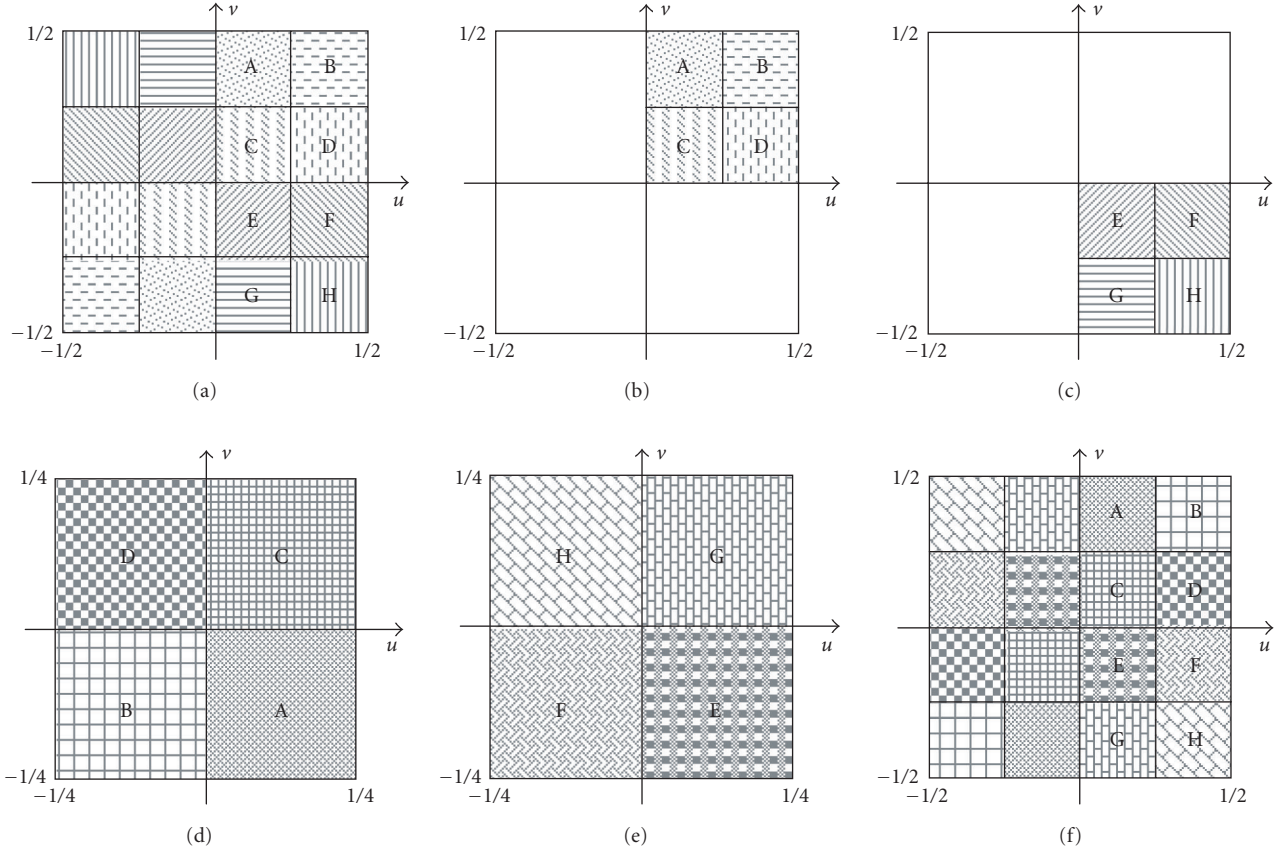 v v v
1/2 1/2 1/2
A B A B
C D C D
u u u
E F E F
G H G H
−1/2 −1/2 −1/2
−1/2 1/2 −1/2 1/2 −1/2 1/2
(a) (b) (c)
v v v
1/4 1/4 1/2
A B
D C H G
C D
u u u
E F
B A F E
G H
−1/4 −1/4 −1/2
−1/4 1/4 −1/4 1/4 −1/2 1/2
(d) (e) (f)